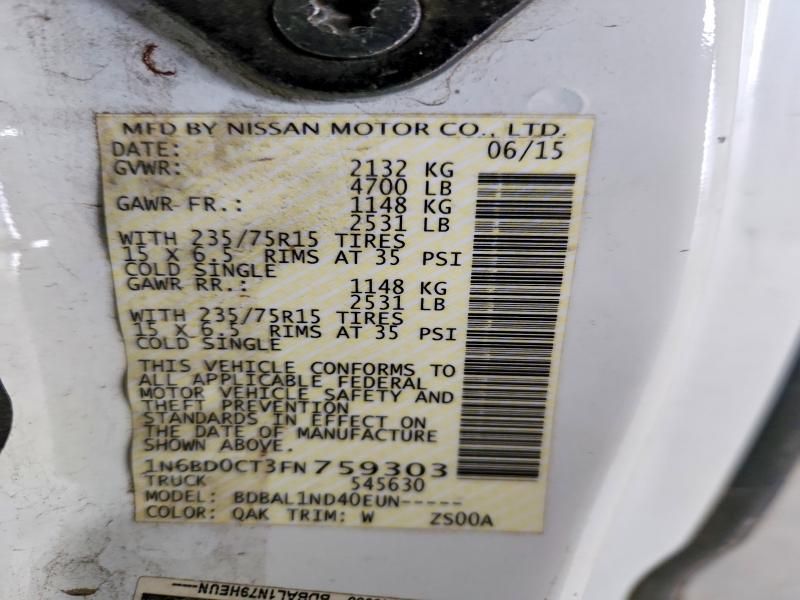 MFD BY NISSAN MOTOR CO., LTD.
DATE: 06/15
GVWR: 2132 KG
4700 LB
GAWR FR.: 1148 KG
2531 LB
WITH 235/75R15 TIRES
15 X 6.5 RIMS AT 35 PSI
COLD SINGLE
GAWR RR.: 1148 KG
2531 LB
WITH 235/75R15 TIRES
15 X 6.5 RIMS AT 35 PSI
COLD SINGLE
THIS VEHICLE CONFORMS TO
ALL APPLICABLE FEDERAL
MOTOR VEHICLE SAFETY AND
THEFT PREVENTION
STANDARDS IN EFFECT ON
THE DATE OF MANUFACTURE
SHOWN ABOVE.
1N6BD0CT3FN759303
TRUCK 545630
MODEL: BDBAL1ND40EUN-----
COLOR: QAK TRIM: W ZS00A
BDBAL1N79HEUN----